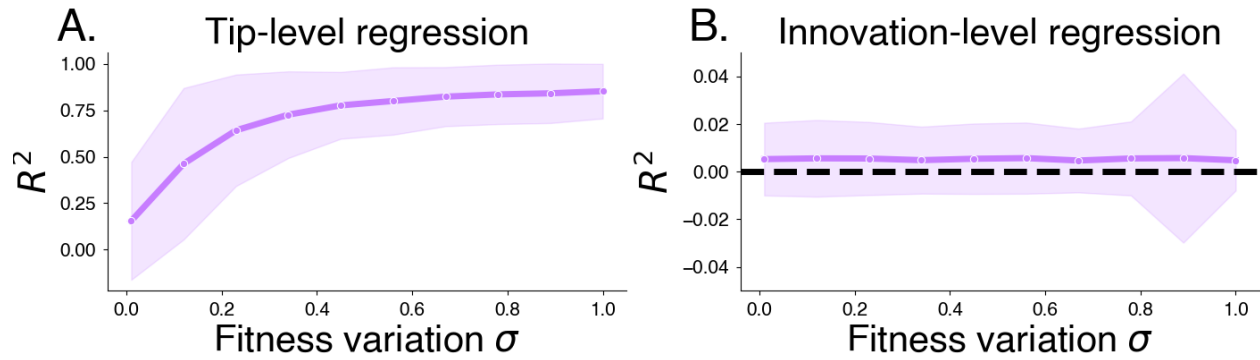 A. Tip-level regression
1.00
0.75
0.50
0.25
0.00
R²
0.0 0.2 0.4 0.6 0.8 1.0
Fitness variation σ
B. Innovation-level regression
0.04
0.02
0.00
−0.02
−0.04
R²
0.0 0.2 0.4 0.6 0.8 1.0
Fitness variation σ